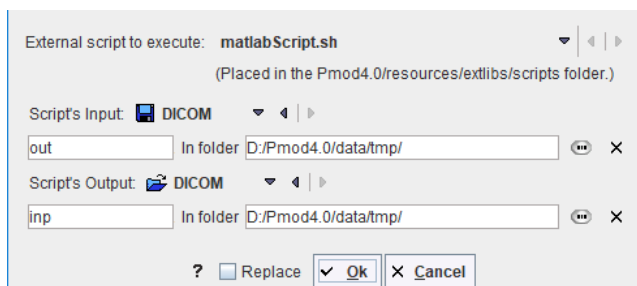 External script to execute: matlabScript.sh
(Placed in the Pmod4.0/resources/extlibs/scripts folder.)
Script's Input: DICOM
out In folder D:/Pmod4.0/data/tmp/
Script's Output: DICOM
inp In folder D:/Pmod4.0/data/tmp/
? Replace Ok Cancel